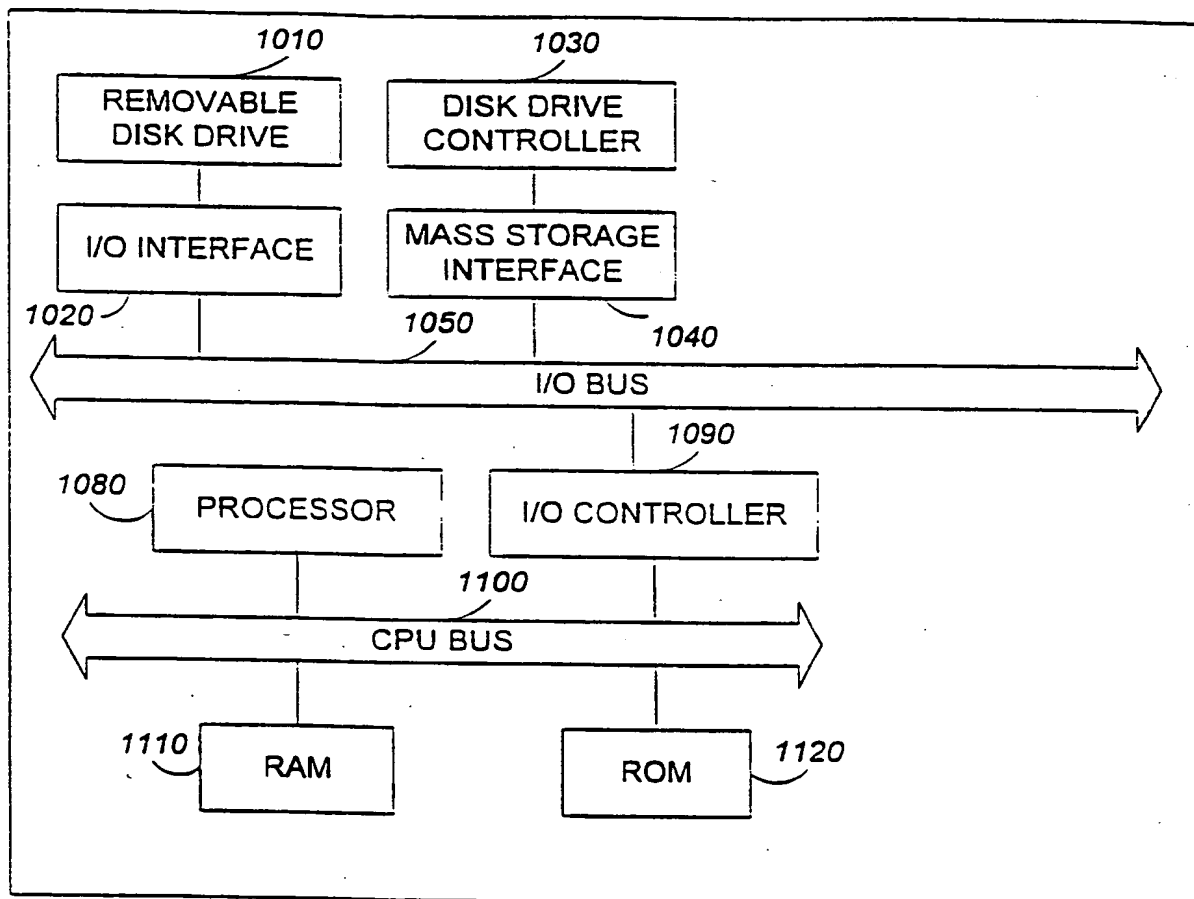 1010
1030
REMOVABLE
DISK DRIVE
DISK DRIVE
CONTROLLER
I/O INTERFACE
MASS STORAGE
INTERFACE
1020
1050
1040
I/O BUS
1090
1080
PROCESSOR
I/O CONTROLLER
1100
CPU BUS
1110
RAM
ROM
1120